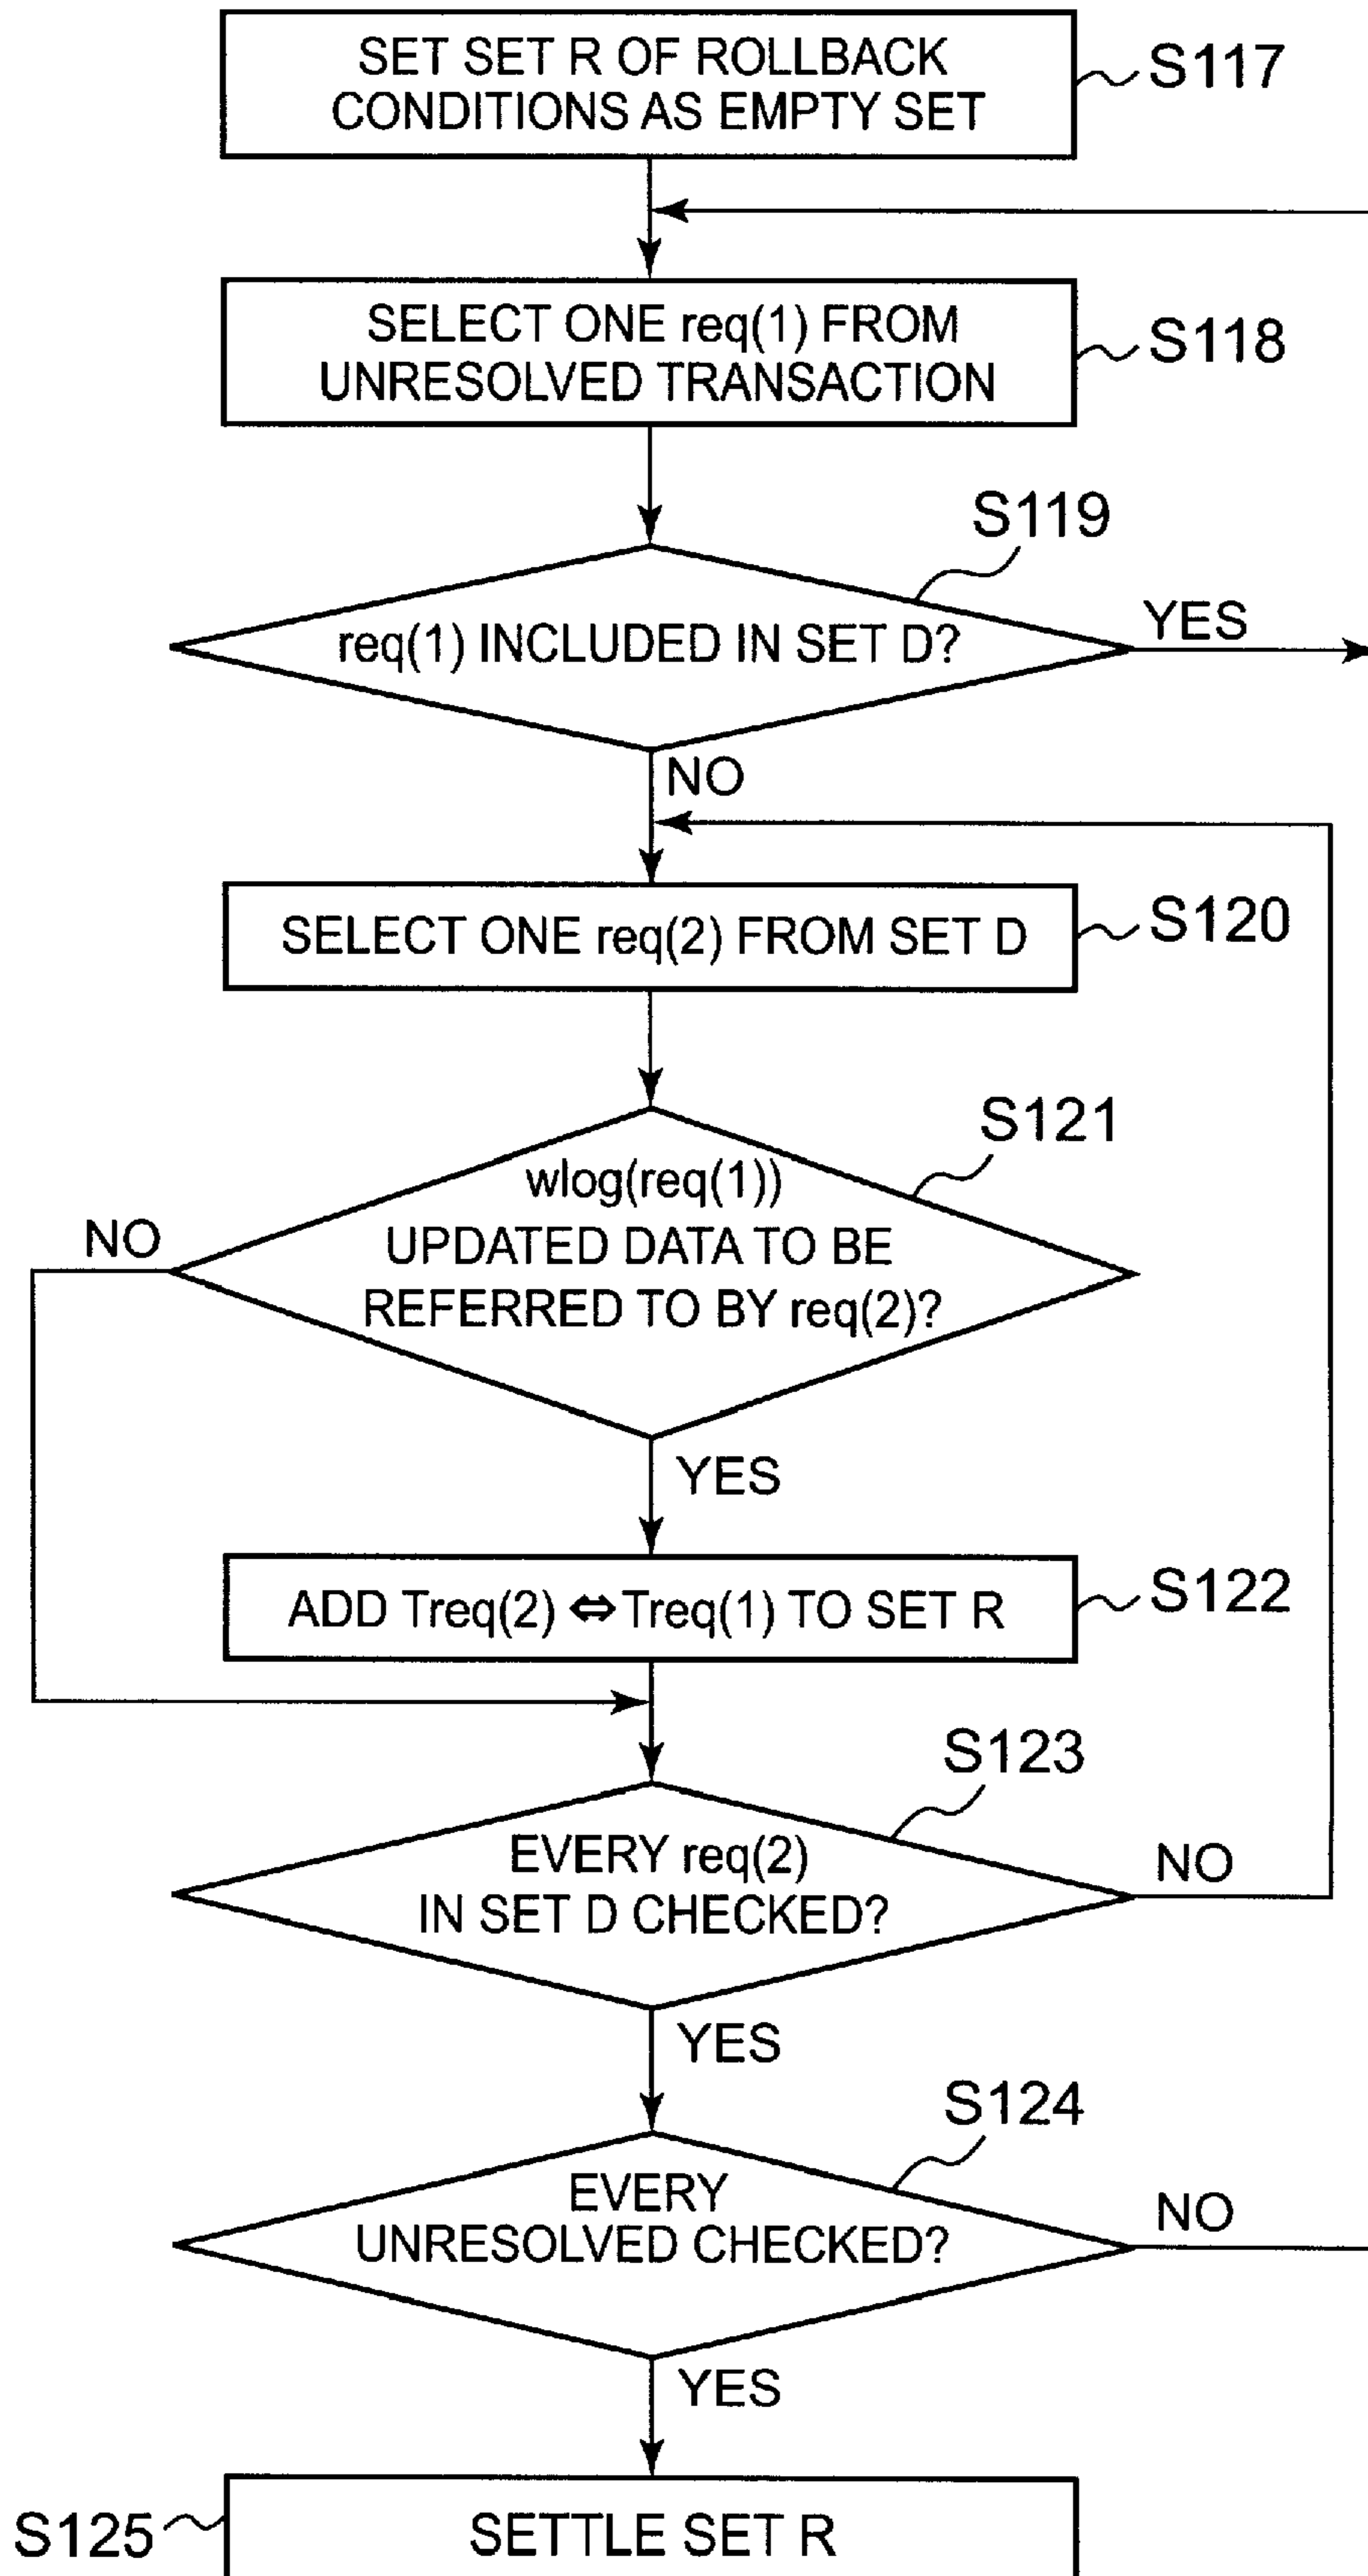 SET SET R OF ROLLBACK
CONDITIONS AS EMPTY SET
S117
SELECT ONE req(1) FROM
UNRESOLVED TRANSACTION
S118
S119
req(1) INCLUDED IN SET D?
YES
NO
SELECT ONE req(2) FROM SET D
S120
S121
wlog(req(1))
UPDATED DATA TO BE
REFERRED TO BY req(2)?
NO
YES
ADD Treq(2) ⇔ Treq(1) TO SET R
S122
S123
EVERY req(2)
IN SET D CHECKED?
NO
YES
S124
EVERY
UNRESOLVED CHECKED?
NO
YES
S125
SETTLE SET R